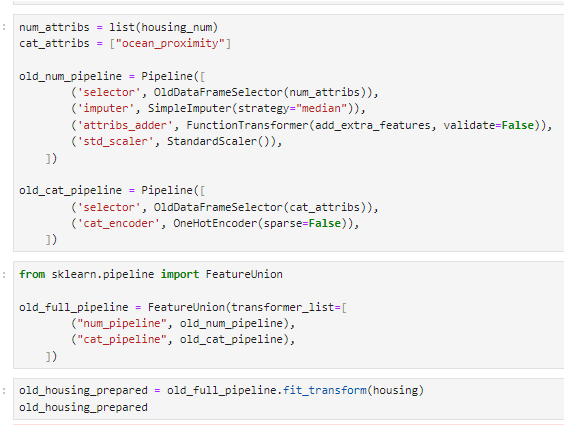 num_attribs = list(housing_num)
cat_attribs = ["ocean_proximity"]
old_num_pipeline = Pipeline([
        ('selector', OldDataFrameSelector(num_attribs)),
        ('imputer', SimpleImputer(strategy="median")),
        ('attribs_adder', FunctionTransformer(add_extra_features, validate=False)),
        ('std_scaler', StandardScaler()),
    ])
old_cat_pipeline = Pipeline([
        ('selector', OldDataFrameSelector(cat_attribs)),
        ('cat_encoder', OneHotEncoder(sparse=False)),
    ])
from sklearn.pipeline import FeatureUnion
old_full_pipeline = FeatureUnion(transformer_list=[
        ("num_pipeline", old_num_pipeline),
        ("cat_pipeline", old_cat_pipeline),
    ])
old_housing_prepared = old_full_pipeline.fit_transform(housing)
old_housing_prepared